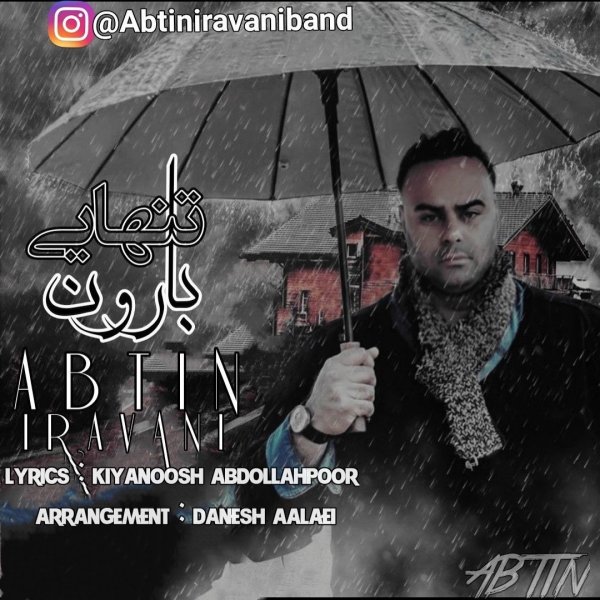 @Abtiniravaniband
تنهایی
بارون
ABTIN
IRAVANI
LYRICS : KIYANOOSH ABDOLLAHPOOR
ARRANGEMENT : DANESH AALAEI
ABTIN